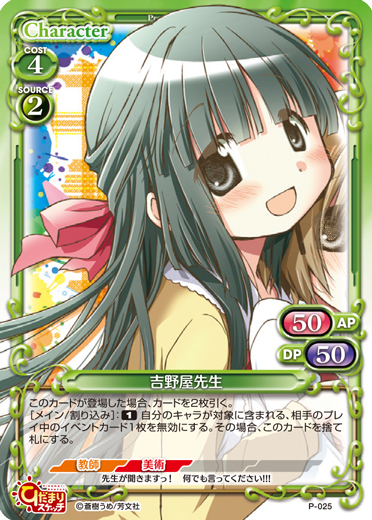 Character
COST
4
SOURCE
2
50 AP
DP 50
吉野屋先生
このカードが登場した場合、カードを2枚引く。
[メイン/割り込み]:1 自分のキャラが対象に含まれる、相手のプレイ
中のイベントカード1枚を無効にする。その場合、このカードを捨て
札にする。
教師 美術
先生が聞きますっ! 何でも言ってください!!!
ひだまりスケッチ
©蒼樹うめ/芳文社
P-025